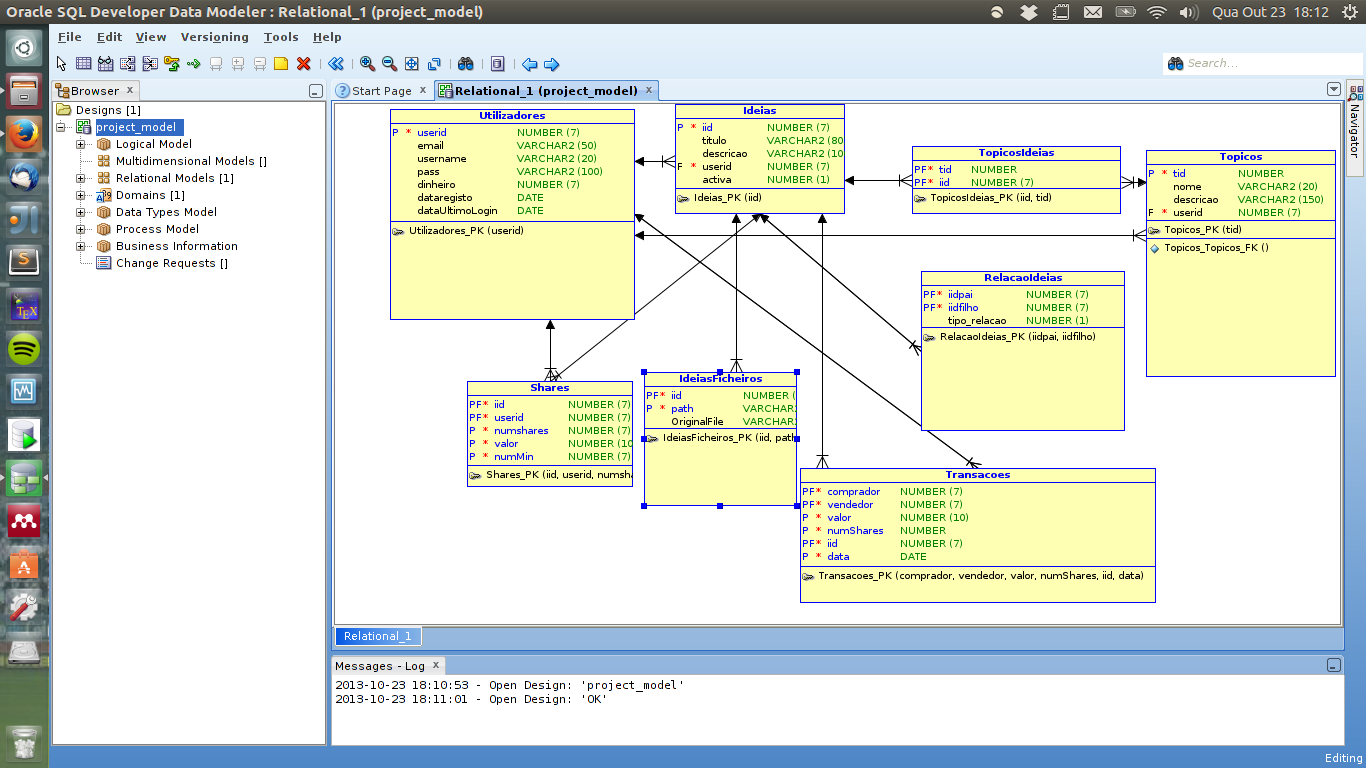 Oracle SQL Developer Data Modeler : Relational_1 (project_model)
Qua Out 23 18:12
File Edit View Versioning Tools Help
Search...
Browser x
Start Page x
Relational_1 (project_model) x
Designs [1]
project_model
Logical Model
Multidimensional Models []
Relational Models [1]
Domains [1]
Data Types Model
Process Model
Business Information
Change Requests []
Utilizadores
P * userid NUMBER (7)
email VARCHAR2 (50)
username VARCHAR2 (20)
pass VARCHAR2 (100)
dinheiro NUMBER (7)
dataregisto DATE
dataUltimoLogin DATE
Utilizadores_PK (userid)
Ideias
P * iid NUMBER (7)
titulo VARCHAR2 (80
descricao VARCHAR2 (10
F * userid NUMBER (7)
activa NUMBER (1)
Ideias_PK (iid)
TopicosIdeias
PF* tid NUMBER
PF* iid NUMBER (7)
TopicosIdeias_PK (iid, tid)
Topicos
P * tid NUMBER
nome VARCHAR2 (20)
descricao VARCHAR2 (150)
F * userid NUMBER (7)
Topicos_PK (tid)
Topicos_Topicos_FK ()
RelacaoIdeias
PF* iidpai NUMBER (7)
PF* iidfilho NUMBER (7)
tipo_relacao NUMBER (1)
RelacaoIdeias_PK (iidpai, iidfilho)
Shares
PF* iid NUMBER (7)
PF* userid NUMBER (7)
P * numshares NUMBER (7)
P * valor NUMBER (10
P * numMin NUMBER (7)
Shares_PK (iid, userid, numsh
IdeiasFicheiros
PF* iid NUMBER (
P * path VARCHAR
OriginalFile VARCHAR
IdeiasFicheiros_PK (iid, path
Transacoes
PF* comprador NUMBER (7)
PF* vendedor NUMBER (7)
P * valor NUMBER (10)
P * numShares NUMBER
PF* iid NUMBER (7)
P * data DATE
Transacoes_PK (comprador, vendedor, valor, numShares, iid, data)
Navigator
Relational_1
Messages - Log x
2013-10-23 18:10:53 - Open Design: 'project_model'
2013-10-23 18:11:01 - Open Design: 'OK'
Editing